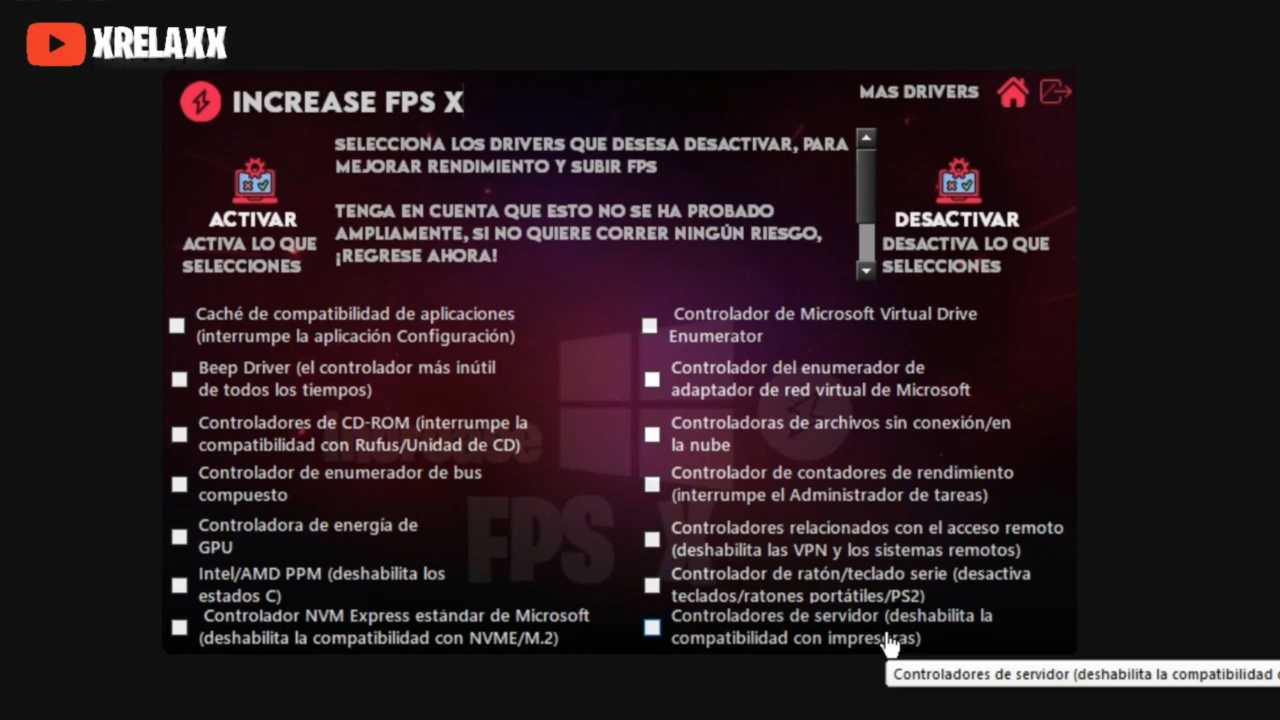 XRELAXX
INCREASE FPS X
MAS DRIVERS
SELECCIONA LOS DRIVERS QUE DESESA DESACTIVAR, PARA
MEJORAR RENDIMIENTO Y SUBIR FPS
TENGA EN CUENTA QUE ESTO NO SE HA PROBADO
AMPLIAMENTE, SI NO QUIERE CORRER NINGÚN RIESGO,
¡REGRESE AHORA!
ACTIVAR
ACTIVA LO QUE
SELECCIONES
DESACTIVAR
DESACTIVA LO QUE
SELECCIONES
Caché de compatibilidad de aplicaciones
(interrumpe la aplicación Configuración)
Beep Driver (el controlador más inútil
de todos los tiempos)
Controladores de CD-ROM (interrumpe la
compatibilidad con Rufus/Unidad de CD)
Controlador de enumerador de bus
compuesto
Controladora de energía de
GPU
Intel/AMD PPM (deshabilita los
estados C)
Controlador NVM Express estándar de Microsoft
(deshabilita la compatibilidad con NVME/M.2)
Controlador de Microsoft Virtual Drive
Enumerator
Controlador del enumerador de
adaptador de red virtual de Microsoft
Controladoras de archivos sin conexión/en
la nube
Controlador de contadores de rendimiento
(interrumpe el Administrador de tareas)
Controladores relacionados con el acceso remoto
(deshabilita las VPN y los sistemas remotos)
Controlador de ratón/teclado serie (desactiva
teclados/ratones portátiles/PS2)
Controladores de servidor (deshabilita la
compatibilidad con impresoras)
Controladores de servidor (deshabilita la compatibilidad
Increase
FPS X